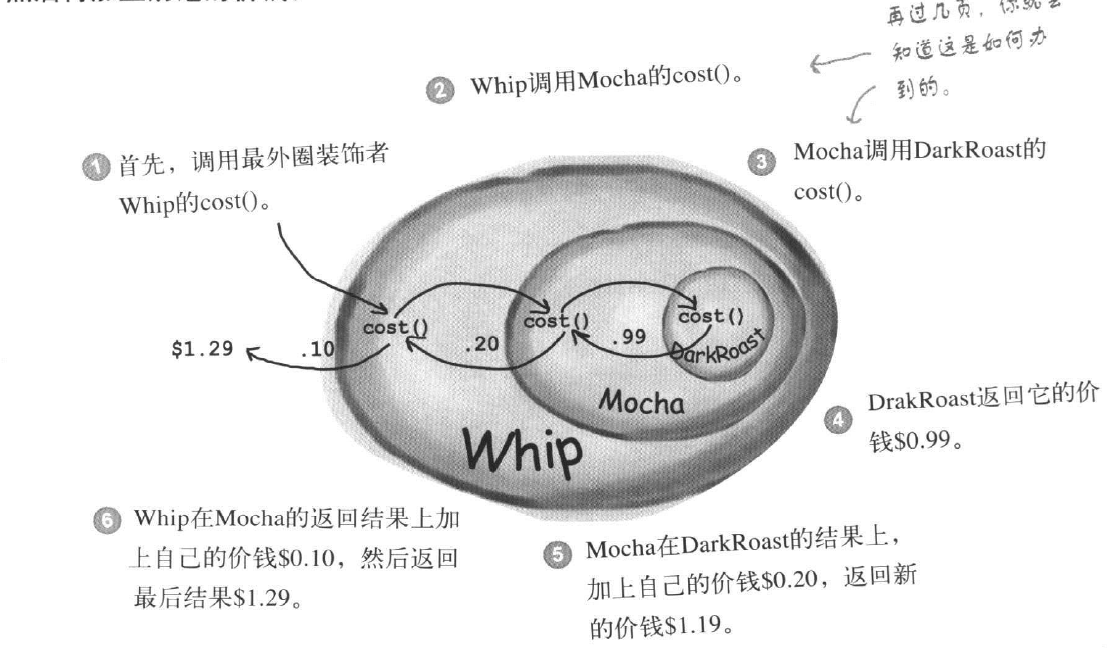 再过几页，你就会
知道这是如何办
到的。
② Whip调用Mocha的cost()。
① 首先，调用最外圈装饰者
Whip的cost()。
③ Mocha调用DarkRoast的
cost()。
cost()
cost()
cost()
$1.29
.10
.20
.99
DarkRoast
Mocha
Whip
④ DrakRoast返回它的价
钱$0.99。
⑥ Whip在Mocha的返回结果上加
上自己的价钱$0.10，然后返回
最后结果$1.29。
⑤ Mocha在DarkRoast的结果上，
加上自己的价钱$0.20，返回新
的价钱$1.19。